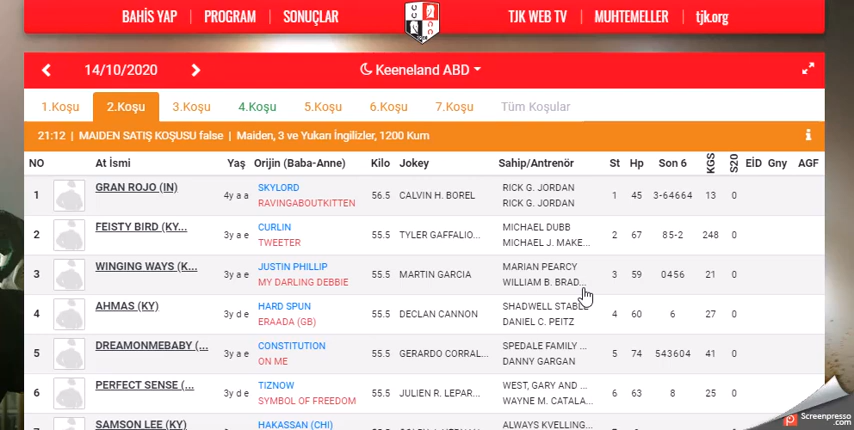 BAHİS YAP | PROGRAM | SONUÇLAR TJK WEB TV | MUHTEMELLER | tjk.org
14/10/2020 Keeneland ABD
1.Koşu 2.Koşu 3.Koşu 4.Koşu 5.Koşu 6.Koşu 7.Koşu Tüm Koşular
21:12 | MAIDEN SATIŞ KOŞUSU false | Maiden, 3 ve Yukarı İngilizler, 1200 Kum
NO At İsmi Yaş Orijin (Baba-Anne) Kilo Jokey Sahip/Antrenör St Hp Son 6 KGS S20 EİD Gny AGF
1 GRAN ROJO (IN) 4y a a SKYLORD 56.5 CALVIN H. BOREL RICK G. JORDAN 1 45 3-64664 13 0
RAVINGABOUTKITTEN RICK G. JORDAN
2 FEISTY BIRD (KY... 3y a e CURLIN 55.5 TYLER GAFFALIO... MICHAEL DUBB 2 67 85-2 248 0
TWEETER MICHAEL J. MAKE...
3 WINGING WAYS (K... 3y a e JUSTIN PHILLIP 55.5 MARTIN GARCIA MARIAN PEARCY 3 59 0456 21 0
MY DARLING DEBBIE WILLIAM B. BRAD...
4 AHMAS (KY) 3y d e HARD SPUN 55.5 DECLAN CANNON SHADWELL STABLE 4 60 6 27 0
ERAADA (GB) DANIEL C. PEITZ
5 DREAMONMEBABY (... 3y a e CONSTITUTION 55.5 GERARDO CORRAL... SPEDALE FAMILY ... 5 74 543604 41 0
ON ME DANNY GARGAN
6 PERFECT SENSE (... 3y d e TIZNOW 55.5 JULIEN R. LEPAR... WEST, GARY AND ... 6 63 8 25 0
SYMBOL OF FREEDOM WAYNE M. CATALA...
SAMSON LEE (KY) HAKASSAN (CHI) ALWAYS KVELLING...
Screenpresso
.com